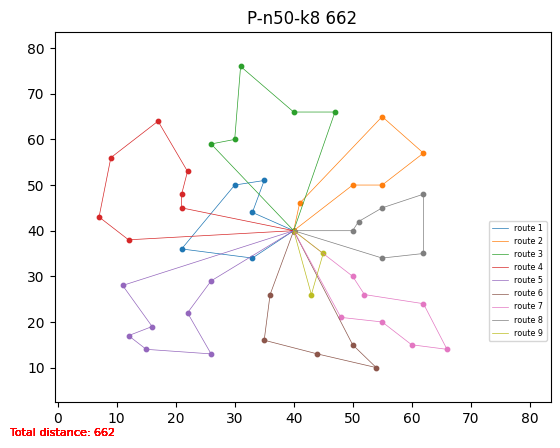 P-n50-k8 662
80
70
60
50
40
30
20
10
0 10 20 30 40 50 60 70 80
route 1
route 2
route 3
route 4
route 5
route 6
route 7
route 8
route 9
Total distance: 662